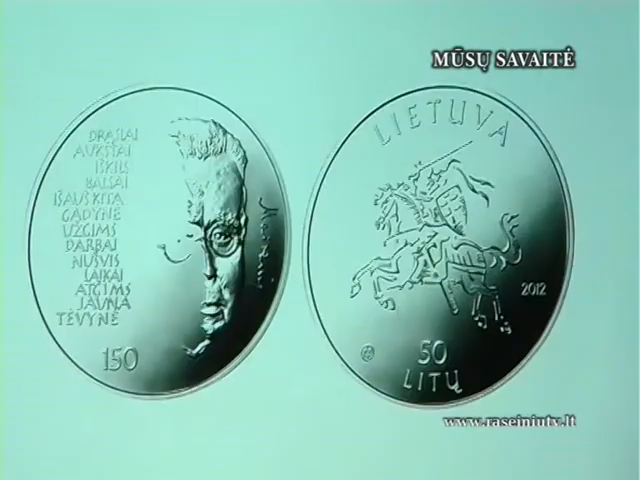 MŪSŲ SAVAITĖ
DRĄSIAI
AUKŠTAI
IŠKILS
BALSAI
IŠAUŠ KITA
GADYNĖ
UŽGIMS
DARBAI
NUŠVIS
LAIKAI
ATGIMS
JAUNA
TĖVYNĖ
150
LIETUVA
2012
50
LITŲ
www.raseiniutv.lt